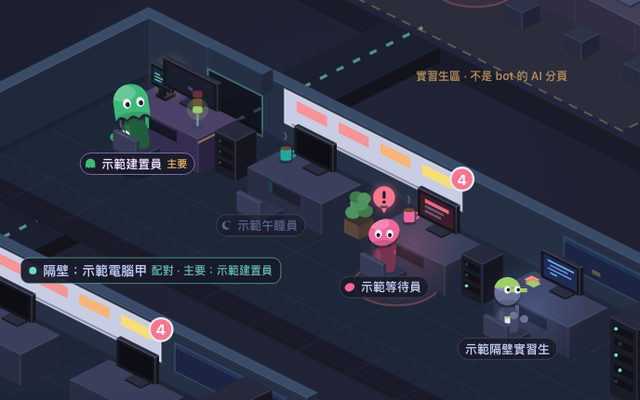 實習生區 · 不是 bot 的 AI 分頁
示範建置員 主要
4
!
示範午睡員
隔壁：示範電腦甲 配對 · 主要：示範建置員
示範等待員
4
示範隔壁實習生